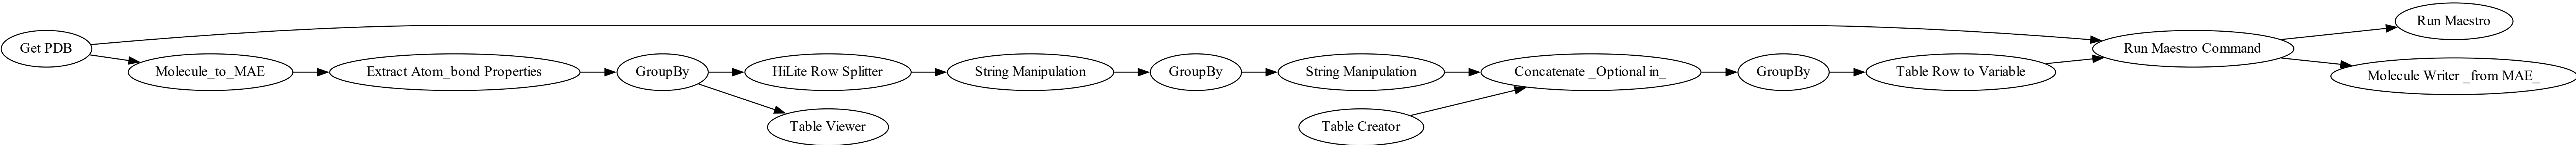 Get PDB
Molecule_to_MAE
Extract Atom_bond Properties
GroupBy
HiLite Row Splitter
Table Viewer
String Manipulation
GroupBy
String Manipulation
Table Creator
Concatenate _Optional in_
GroupBy
Table Row to Variable
Run Maestro Command
Run Maestro
Molecule Writer _from MAE_